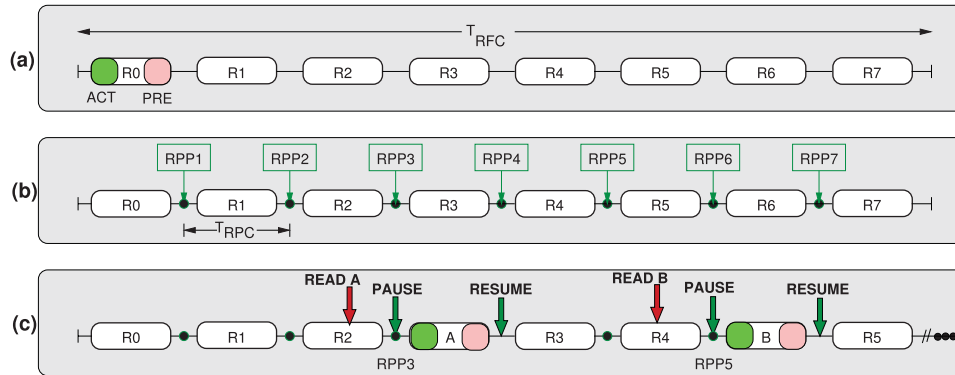 (a)
T RFC
R0 R1 R2 R3 R4 R5 R6 R7
ACT PRE
(b)
RPP1 RPP2 RPP3 RPP4 RPP5 RPP6 RPP7
R0 R1 R2 R3 R4 R5 R6 R7
T RPC
(c)
READ A PAUSE RESUME READ B PAUSE RESUME
R0 R1 R2 A R3 R4 B R5
RPP3 RPP5